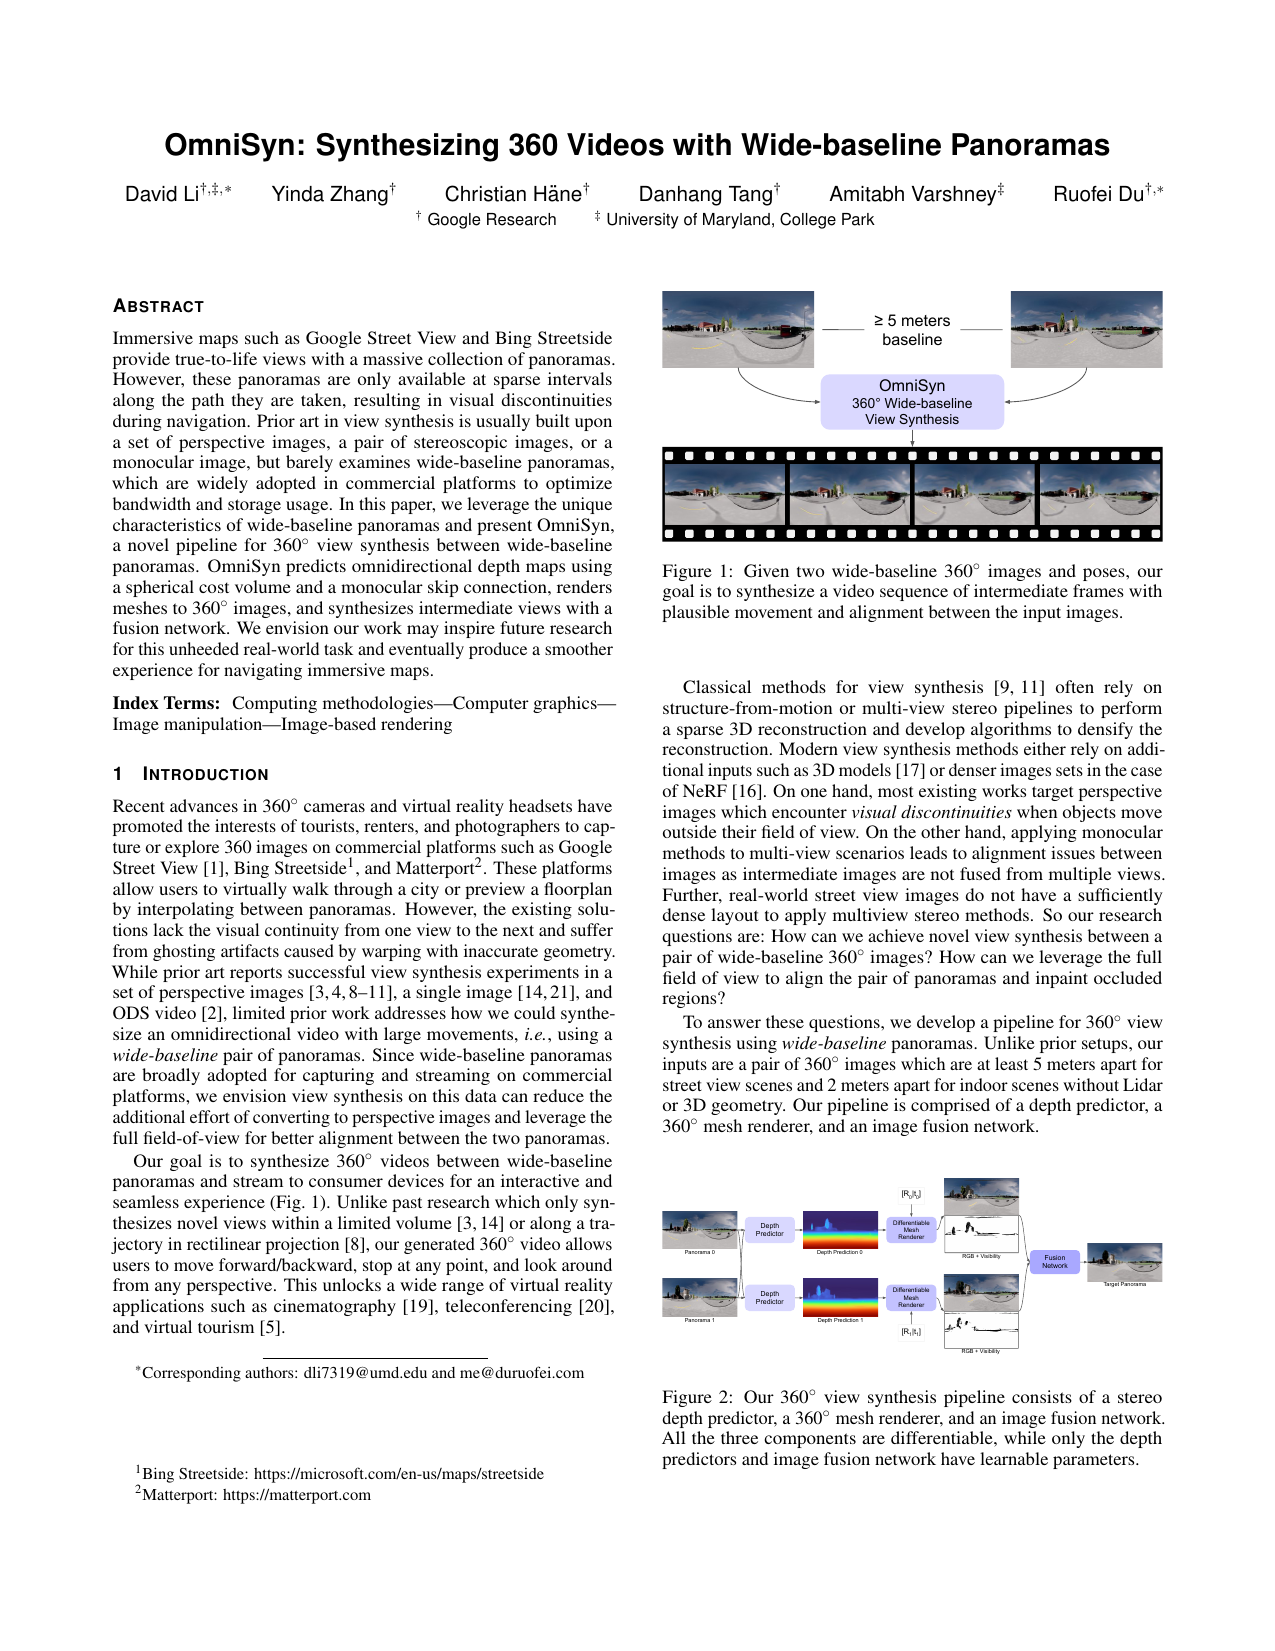 OmniSyn: Synthesizing 360 Videos with Wide-baseline Panoramas
David Li†,‡,* Yinda Zhang† Christian Häne† Danhang Tang† Amitabh Varshney‡ Ruofei Du†,*
† Google Research ‡ University of Maryland, College Park
ABSTRACT
Immersive maps such as Google Street View and Bing Streetside
provide true-to-life views with a massive collection of panoramas.
However, these panoramas are only available at sparse intervals
along the path they are taken, resulting in visual discontinuities
during navigation. Prior art in view synthesis is usually built upon
a set of perspective images, a pair of stereoscopic images, or a
monocular image, but barely examines wide-baseline panoramas,
which are widely adopted in commercial platforms to optimize
bandwidth and storage usage. In this paper, we leverage the unique
characteristics of wide-baseline panoramas and present OmniSyn,
a novel pipeline for 360° view synthesis between wide-baseline
panoramas. OmniSyn predicts omnidirectional depth maps using
a spherical cost volume and a monocular skip connection, renders
meshes to 360° images, and synthesizes intermediate views with a
fusion network. We envision our work may inspire future research
for this unheeded real-world task and eventually produce a smoother
experience for navigating immersive maps.
Index Terms: Computing methodologies—Computer graphics—
Image manipulation—Image-based rendering
1 INTRODUCTION
Recent advances in 360° cameras and virtual reality headsets have
promoted the interests of tourists, renters, and photographers to cap-
ture or explore 360 images on commercial platforms such as Google
Street View [1], Bing Streetside1, and Matterport2. These platforms
allow users to virtually walk through a city or preview a floorplan
by interpolating between panoramas. However, the existing solu-
tions lack the visual continuity from one view to the next and suffer
from ghosting artifacts caused by warping with inaccurate geometry.
While prior art reports successful view synthesis experiments in a
set of perspective images [3,4,8–11], a single image [14,21], and
ODS video [2], limited prior work addresses how we could synthe-
size an omnidirectional video with large movements, i.e., using a
wide-baseline pair of panoramas. Since wide-baseline panoramas
are broadly adopted for capturing and streaming on commercial
platforms, we envision view synthesis on this data can reduce the
additional effort of converting to perspective images and leverage the
full field-of-view for better alignment between the two panoramas.
Our goal is to synthesize 360° videos between wide-baseline
panoramas and stream to consumer devices for an interactive and
seamless experience (Fig. 1). Unlike past research which only syn-
thesizes novel views within a limited volume [3,14] or along a tra-
jectory in rectilinear projection [8], our generated 360° video allows
users to move forward/backward, stop at any point, and look around
from any perspective. This unlocks a wide range of virtual reality
applications such as cinematography [19], teleconferencing [20],
and virtual tourism [5].
*Corresponding authors: dli7319@umd.edu and me@duruofei.com
1Bing Streetside: https://microsoft.com/en-us/maps/streetside
2Matterport: https://matterport.com
≥ 5 meters
baseline
OmniSyn
360° Wide-baseline
View Synthesis
Figure 1: Given two wide-baseline 360° images and poses, our
goal is to synthesize a video sequence of intermediate frames with
plausible movement and alignment between the input images.
Classical methods for view synthesis [9, 11] often rely on
structure-from-motion or multi-view stereo pipelines to perform
a sparse 3D reconstruction and develop algorithms to densify the
reconstruction. Modern view synthesis methods either rely on addi-
tional inputs such as 3D models [17] or denser images sets in the case
of NeRF [16]. On one hand, most existing works target perspective
images which encounter visual discontinuities when objects move
outside their field of view. On the other hand, applying monocular
methods to multi-view scenarios leads to alignment issues between
images as intermediate images are not fused from multiple views.
Further, real-world street view images do not have a sufficiently
dense layout to apply multiview stereo methods. So our research
questions are: How can we achieve novel view synthesis between a
pair of wide-baseline 360° images? How can we leverage the full
field of view to align the pair of panoramas and inpaint occluded
regions?
To answer these questions, we develop a pipeline for 360° view
synthesis using wide-baseline panoramas. Unlike prior setups, our
inputs are a pair of 360° images which are at least 5 meters apart for
street view scenes and 2 meters apart for indoor scenes without Lidar
or 3D geometry. Our pipeline is comprised of a depth predictor, a
360° mesh renderer, and an image fusion network.
[R0|t0]
Depth
Predictor
Differentiable
Mesh
Renderer
Panorama 0
Depth Prediction 0
RGB + Visibility
Fusion
Network
Target Panorama
Depth
Predictor
Differentiable
Mesh
Renderer
Panorama 1
Depth Prediction 1
[R1|t1]
RGB + Visibility
Figure 2: Our 360° view synthesis pipeline consists of a stereo
depth predictor, a 360° mesh renderer, and an image fusion network.
All the three components are differentiable, while only the depth
predictors and image fusion network have learnable parameters.